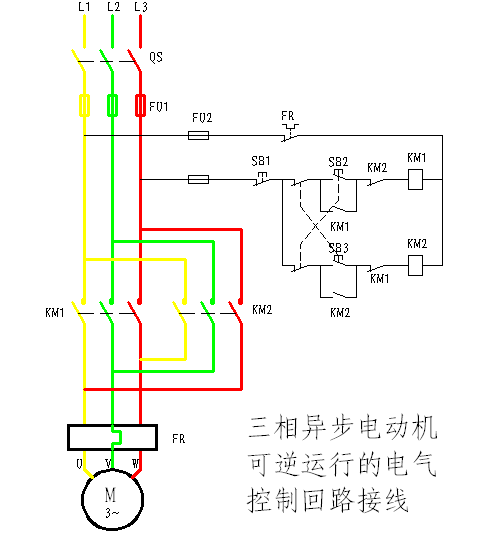 L1 L2 L3
QS
FU1
FU2 FR
SB1 SB2 KM2 KM1
KM1
SB3 KM2
KM1
KM1 KM2 KM2
FR
Q V W
M
3~
三相异步电动机
可逆运行的电气
控制回路接线